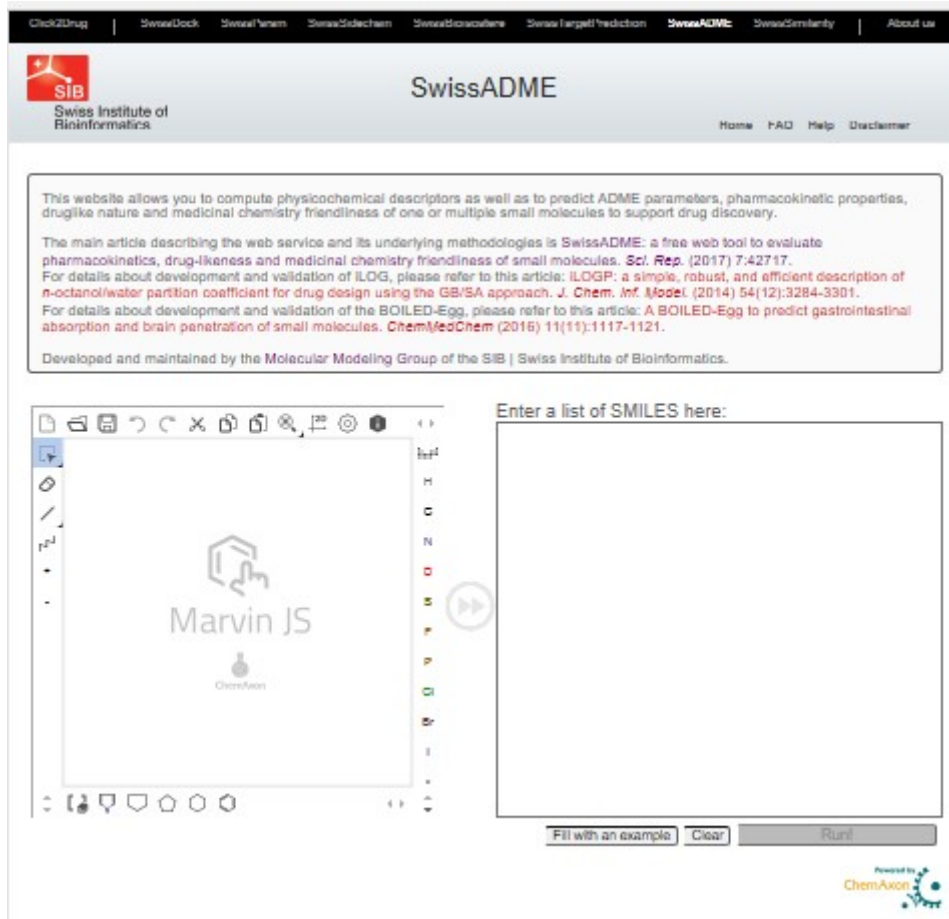 Click2Drug | SwissDock SwissParam SwissSidechain SwissBioisostere SwissTargetPrediction SwissADME SwissSimilarity | About us
SIB
Swiss Institute of
Bioinformatics
SwissADME
Home FAQ Help Disclaimer
This website allows you to compute physicochemical descriptors as well as to predict ADME parameters, pharmacokinetic properties,
druglike nature and medicinal chemistry friendliness of one or multiple small molecules to support drug discovery.
The main article describing the web service and its underlying methodologies is SwissADME: a free web tool to evaluate
pharmacokinetics, drug-likeness and medicinal chemistry friendliness of small molecules. Sci. Rep. (2017) 7:42717.
For details about development and validation of iLOG, please refer to this article: iLOGP: a simple, robust, and efficient description of
n-octanol/water partition coefficient for drug design using the GB/SA approach. J. Chem. Inf. Model. (2014) 54(12):3284-3301.
For details about development and validation of the BOILED-Egg, please refer to this article: A BOILED-Egg to predict gastrointestinal
absorption and brain penetration of small molecules. ChemMedChem (2016) 11(11):1117-1121.
Developed and maintained by the Molecular Modeling Group of the SIB | Swiss Institute of Bioinformatics.
Enter a list of SMILES here:
2D
H
C
N
O
S
F
P
Cl
Br
I
Marvin JS
ChemAxon
Fill with an example Clear Run!
Powered by
ChemAxon